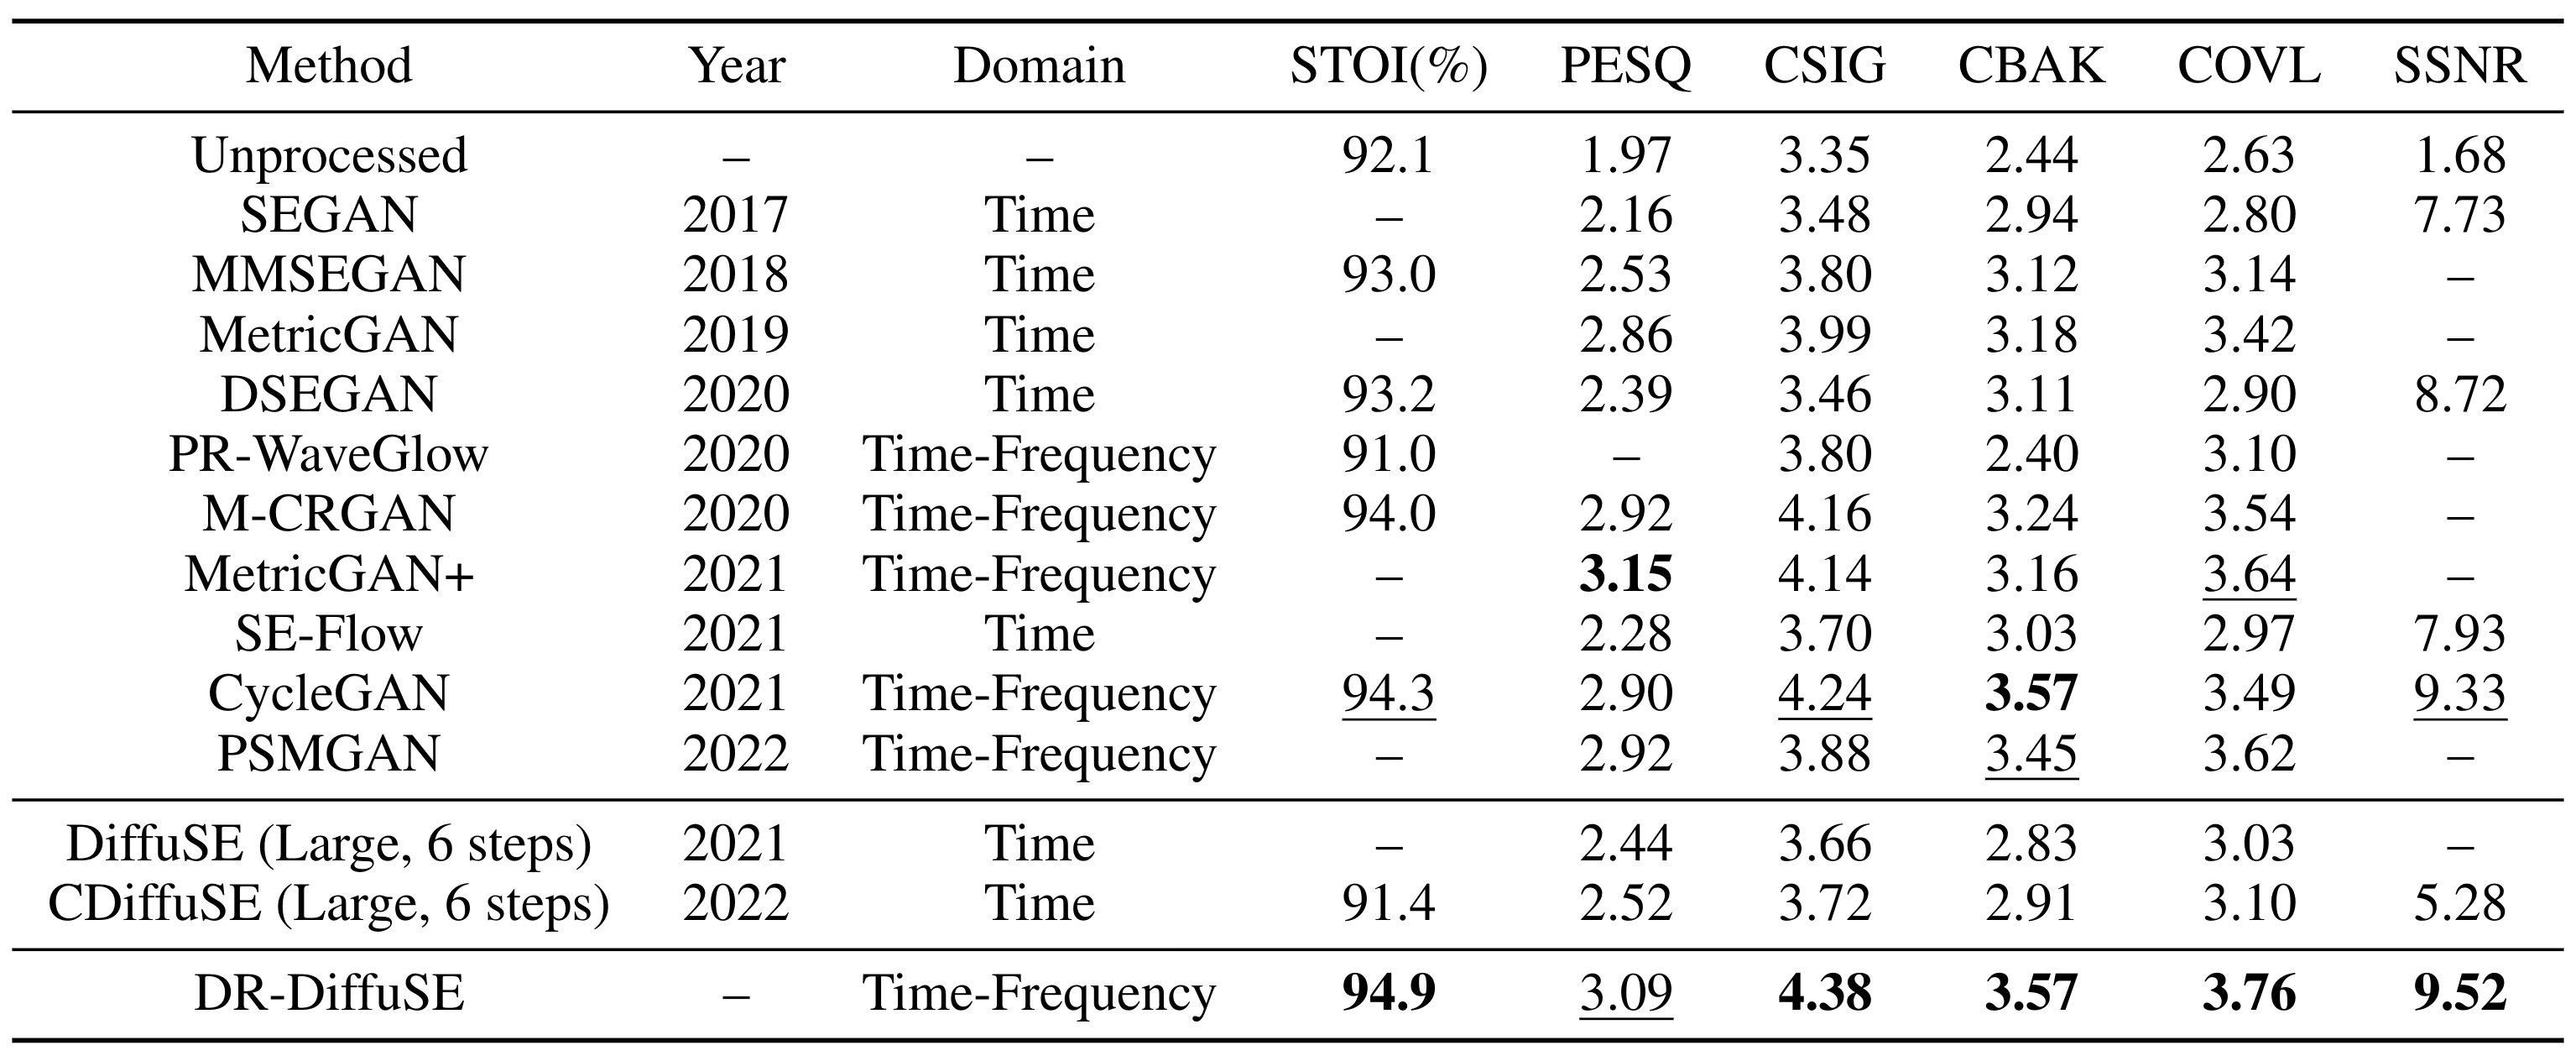 Method Year Domain STOI(%) PESQ CSIG CBAK COVL SSNR
Unprocessed – – 92.1 1.97 3.35 2.44 2.63 1.68
SEGAN 2017 Time – 2.16 3.48 2.94 2.80 7.73
MMSEGAN 2018 Time 93.0 2.53 3.80 3.12 3.14 –
MetricGAN 2019 Time – 2.86 3.99 3.18 3.42 –
DSEGAN 2020 Time 93.2 2.39 3.46 3.11 2.90 8.72
PR-WaveGlow 2020 Time-Frequency 91.0 – 3.80 2.40 3.10 –
M-CRGAN 2020 Time-Frequency 94.0 2.92 4.16 3.24 3.54 –
MetricGAN+ 2021 Time-Frequency – 3.15 4.14 3.16 3.64 –
SE-Flow 2021 Time – 2.28 3.70 3.03 2.97 7.93
CycleGAN 2021 Time-Frequency 94.3 2.90 4.24 3.57 3.49 9.33
PSMGAN 2022 Time-Frequency – 2.92 3.88 3.45 3.62 –
DiffuSE (Large, 6 steps) 2021 Time – 2.44 3.66 2.83 3.03 –
CDiffuSE (Large, 6 steps) 2022 Time 91.4 2.52 3.72 2.91 3.10 5.28
DR-DiffuSE – Time-Frequency 94.9 3.09 4.38 3.57 3.76 9.52